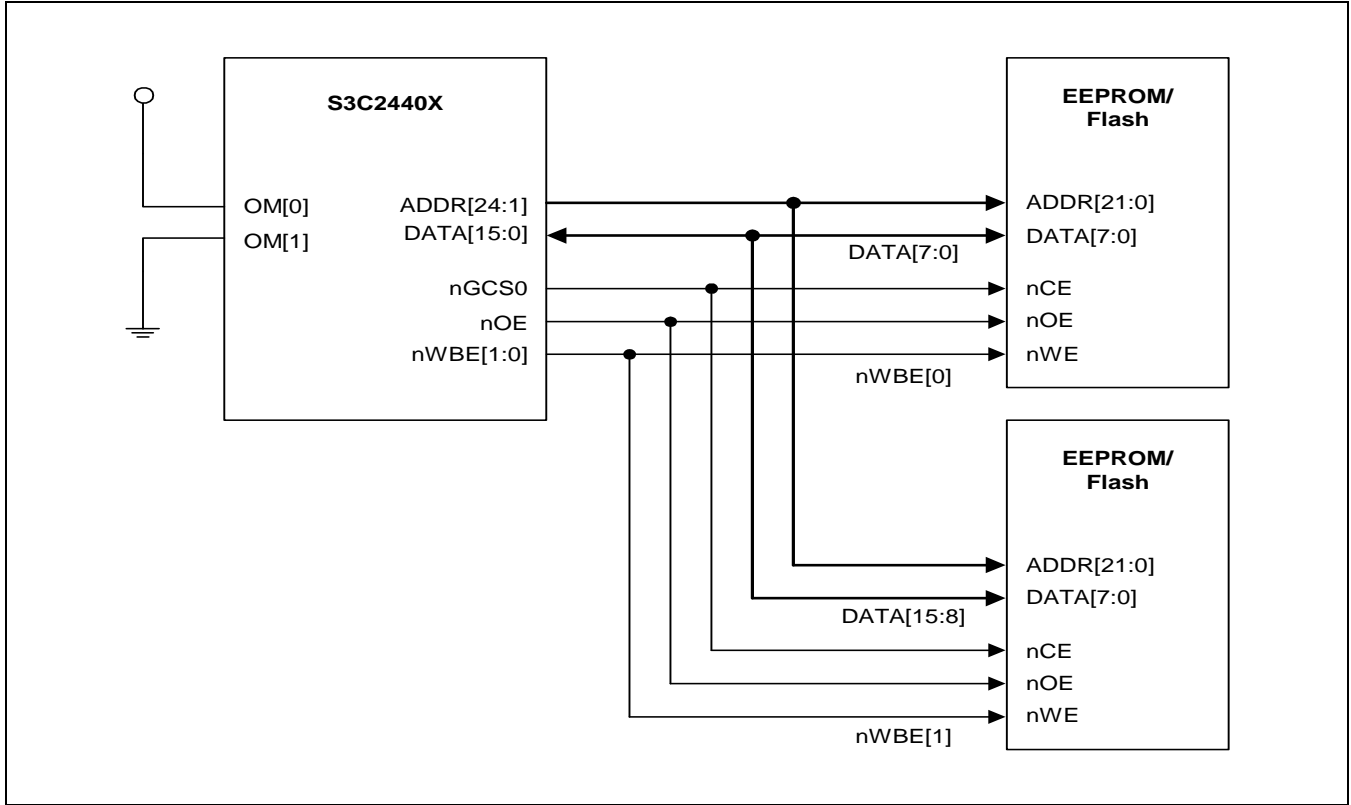 S3C2440X
OM[0]
OM[1]
ADDR[24:1]
DATA[15:0]
nGCS0
nOE
nWBE[1:0]
DATA[7:0]
nWBE[0]
EEPROM/
Flash
ADDR[21:0]
DATA[7:0]
nCE
nOE
nWE
EEPROM/
Flash
ADDR[21:0]
DATA[7:0]
DATA[15:8]
nCE
nOE
nWE
nWBE[1]